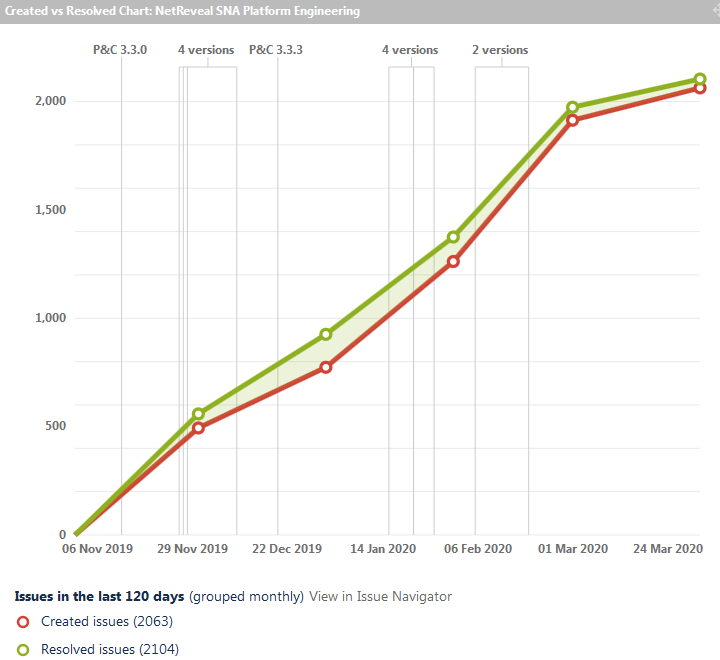 Created vs Resolved Chart: NetReveal SNA Platform Engineering
P&C 3.3.0 4 versions P&C 3.3.3 4 versions 2 versions
2,000
1,500
1,000
500
0
06 Nov 2019 29 Nov 2019 22 Dec 2019 14 Jan 2020 06 Feb 2020 01 Mar 2020 24 Mar 2020
Issues in the last 120 days (grouped monthly) View in Issue Navigator
Created issues (2063)
Resolved issues (2104)